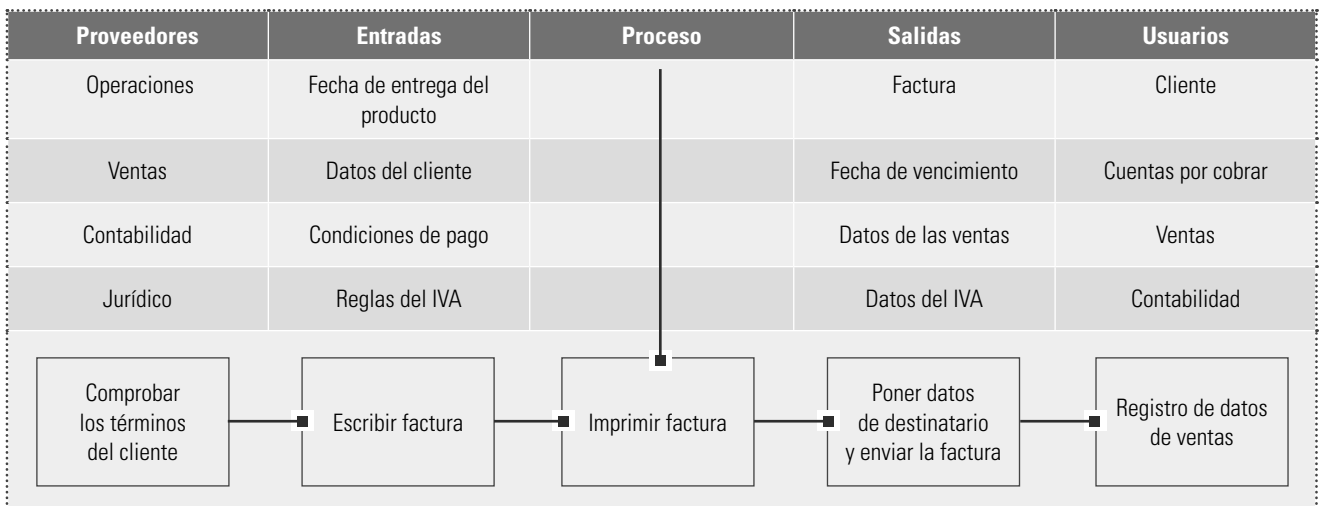 Proveedores Entradas Proceso Salidas Usuarios
Operaciones Fecha de entrega del Factura Cliente
producto
Ventas Datos del cliente Fecha de vencimiento Cuentas por cobrar
Contabilidad Condiciones de pago Datos de las ventas Ventas
Jurídico Reglas del IVA Datos del IVA Contabilidad
Comprobar
los términos
del cliente
Escribir factura
Imprimir factura
Poner datos
de destinatario
y enviar la factura
Registro de datos
de ventas